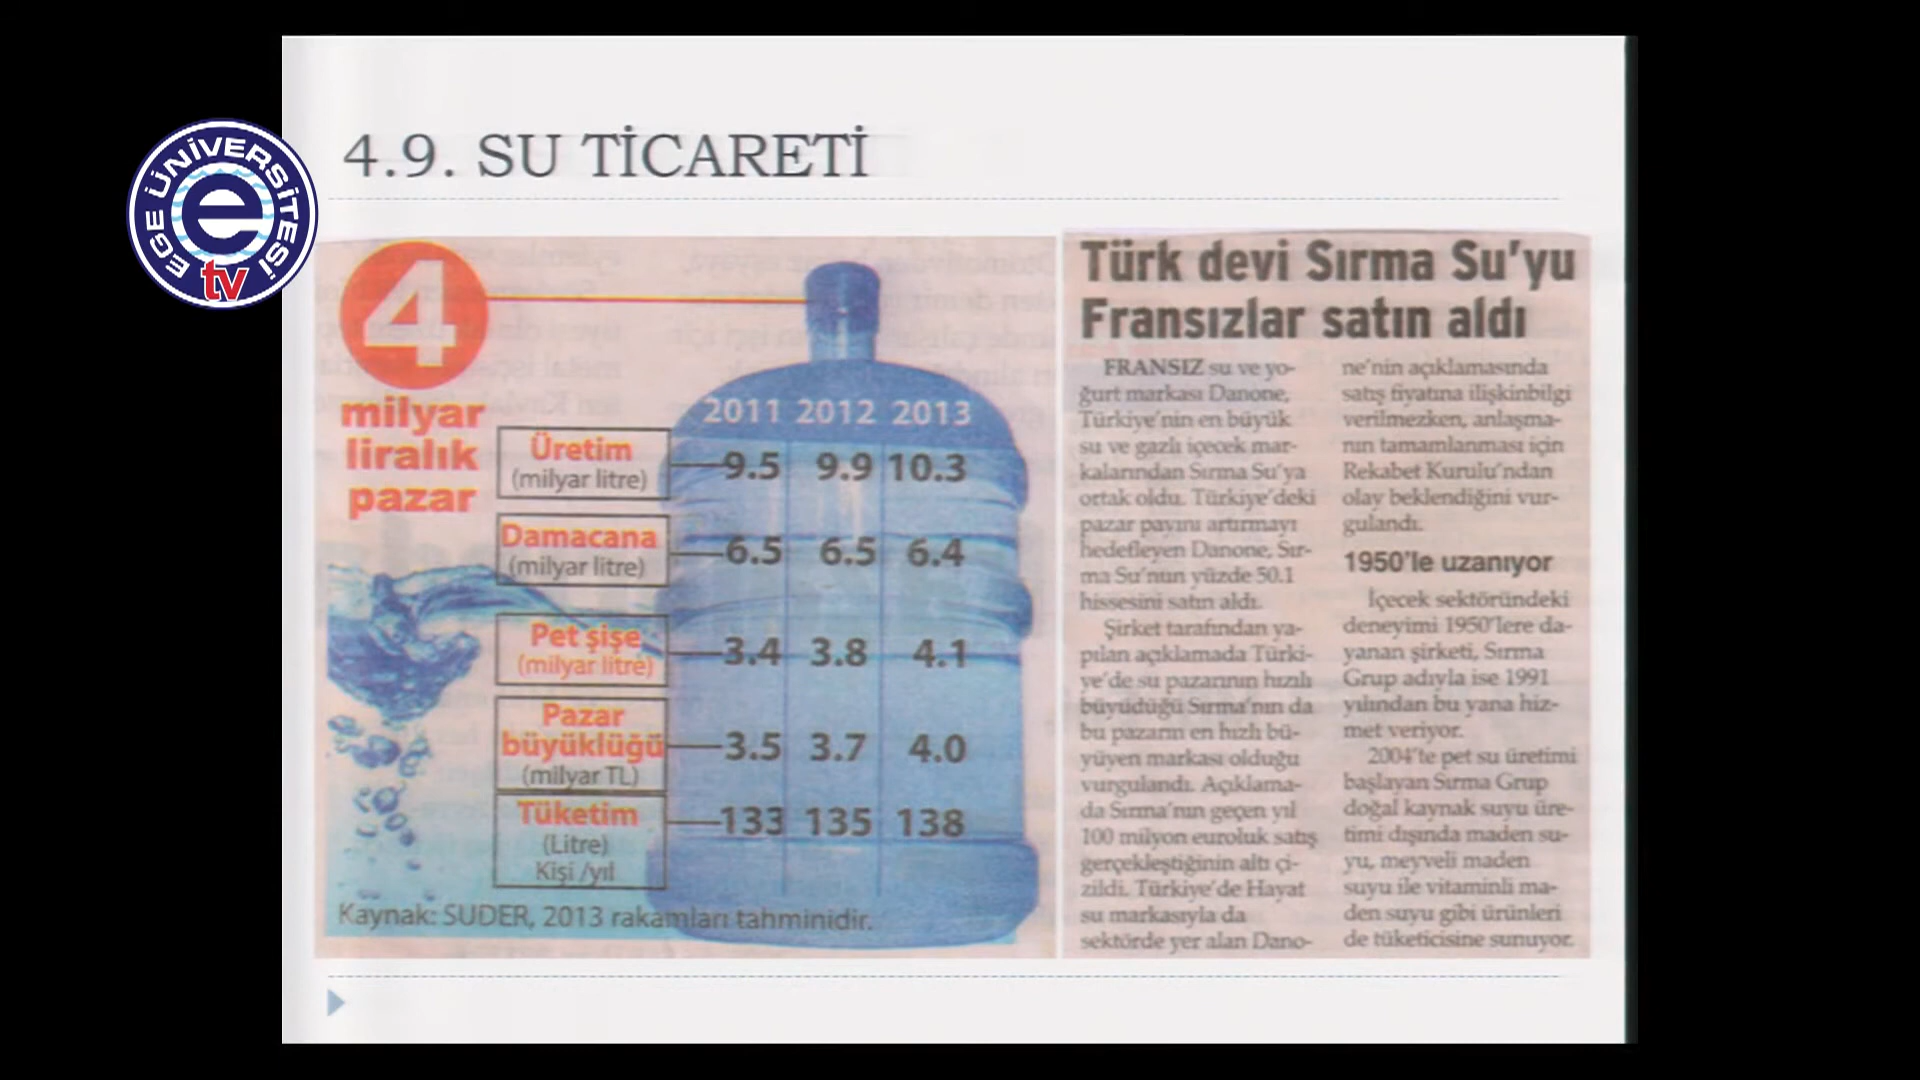 EGE ÜNİVERSİTESİ
e
tv
4.9. SU TİCARETİ
4
milyar
liralık
pazar
2011 2012 2013
Üretim
(milyar litre)
9.5 9.9 10.3
Damacana
(milyar litre)
6.5 6.5 6.4
Pet şişe
(milyar litre)
3.4 3.8 4.1
Pazar
büyüklüğü
(milyar TL)
3.5 3.7 4.0
Tüketim
(Litre)
Kişi /yıl
133 135 138
Kaynak: SUDER, 2013 rakamları tahminidir.
Türk devi Sırma Su'yu
Fransızlar satın aldı
FRANSIZ su ve yo-
ğurt markası Danone,
Türkiye'nin en büyük
su ve gazlı içecek mar-
kalarından Sırma Su'ya
ortak oldu. Türkiye'deki
pazar payını artırmayı
hedefleyen Danone, Sır-
ma Su'nun yüzde 50.1
hissesini satın aldı.
Şirket tarafından ya-
pılan açıklamada Türki-
ye'de su pazarının hızlı
büyüdüğü Sırma'nın da
bu pazarın en hızlı bü-
yüyen markası olduğu
vurgulandı. Açıklama-
da Sırma'nın geçen yıl
100 milyon euroluk satış
gerçekleştiğinin altı çi-
zildi. Türkiye'de Hayat
su markasıyla da
sektörde yer alan Dano-
ne'nin açıklamasında
satış fiyatına ilişkinbilgi
verilmezken, anlaşma-
nın tamamlanması için
Rekabet Kurulu'ndan
olay beklendiğini vur-
gulandı.
1950'le uzanıyor
İçecek sektöründeki
deneyimi 1950'lere da-
yanan şirketi, Sırma
Grup adıyla ise 1991
yılından bu yana hiz-
met veriyor.
2004'te pet su üretimi
başlayan Sırma Grup
doğal kaynak suyu üre-
timi dışında maden su-
yu, meyveli maden
suyu ile vitaminli ma-
den suyu gibi ürünleri
de tüketicisine sunuyor.